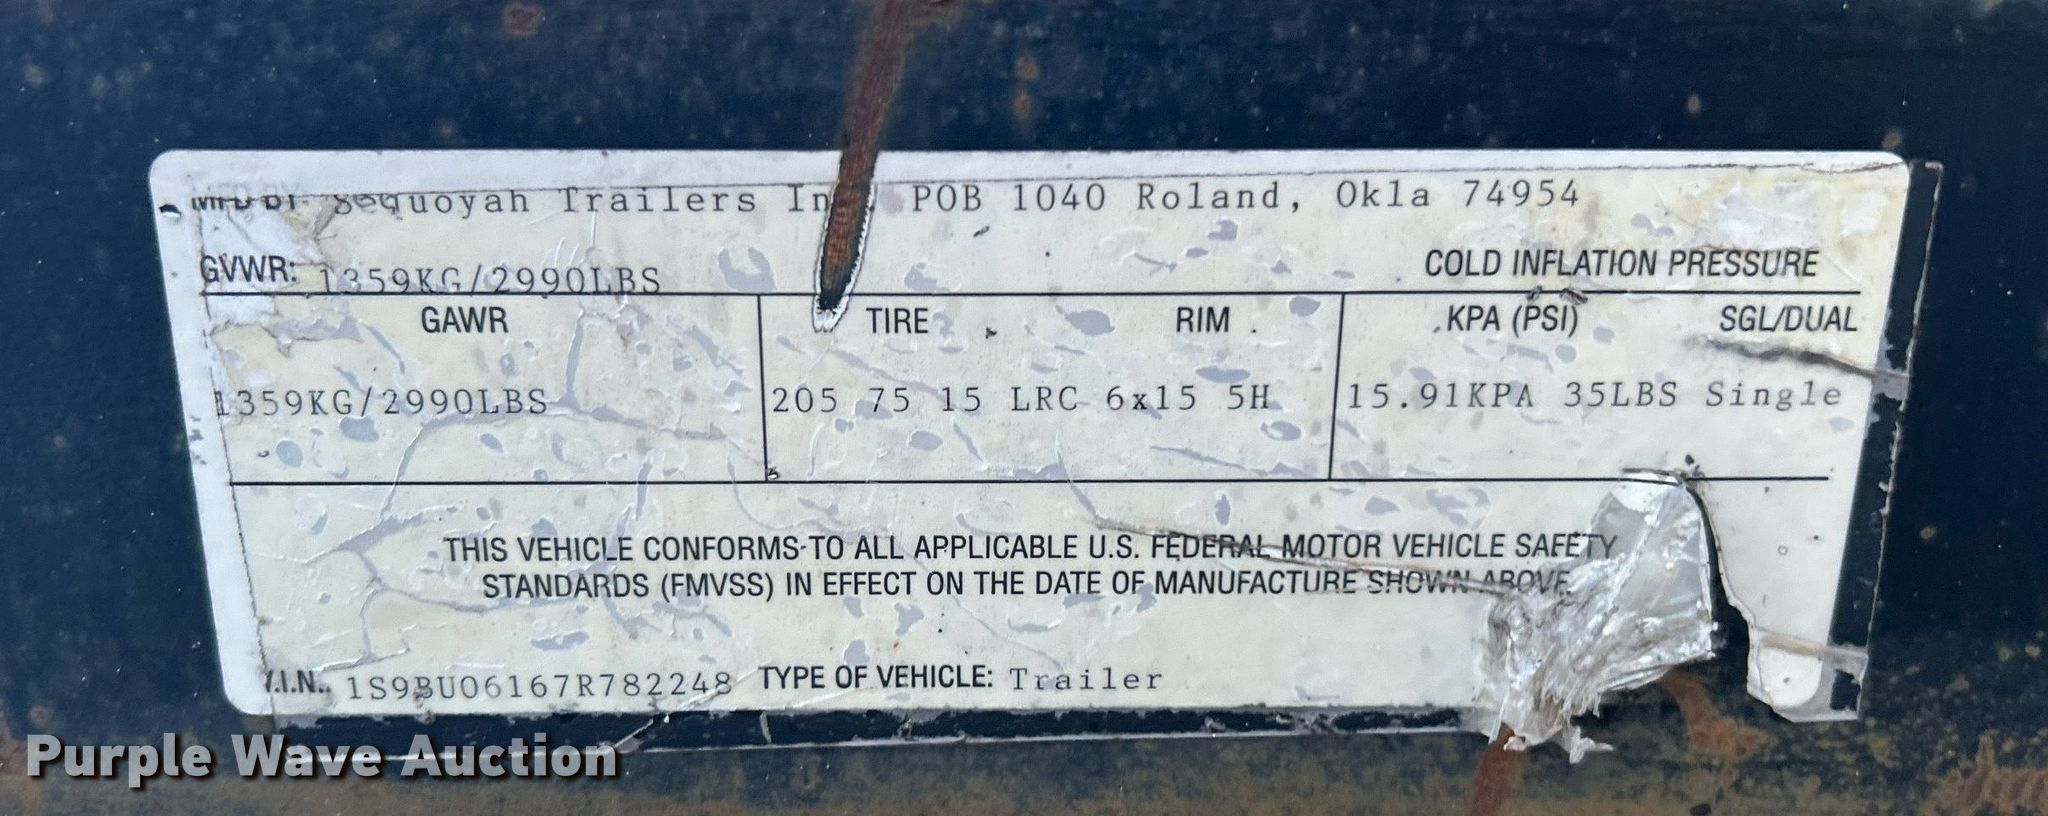 MFD BY: Sequoyah Trailers Inc POB 1040 Roland, Okla 74954
GVWR: 1359KG/2990LBS
COLD INFLATION PRESSURE
GAWR TIRE RIM KPA (PSI) SGL/DUAL
1359KG/2990LBS 205 75 15 LRC 6x15 5H 15.91KPA 35LBS Single
THIS VEHICLE CONFORMS TO ALL APPLICABLE U.S. FEDERAL MOTOR VEHICLE SAFETY
STANDARDS (FMVSS) IN EFFECT ON THE DATE OF MANUFACTURE SHOWN ABOVE.
V.I.N.: 1S9BU06167R782248 TYPE OF VEHICLE: Trailer
Purple Wave Auction